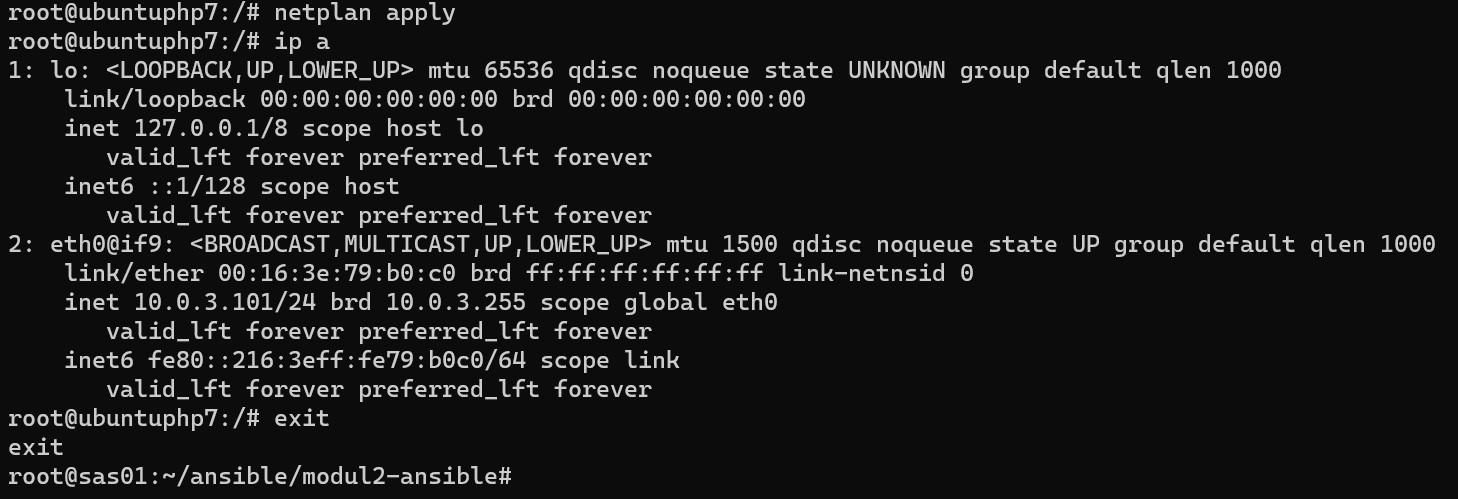 root@ubuntuphp7:/# netplan apply
root@ubuntuphp7:/# ip a
1: lo: <LOOPBACK,UP,LOWER_UP> mtu 65536 qdisc noqueue state UNKNOWN group default qlen 1000
    link/loopback 00:00:00:00:00:00 brd 00:00:00:00:00:00
    inet 127.0.0.1/8 scope host lo
       valid_lft forever preferred_lft forever
    inet6 ::1/128 scope host
       valid_lft forever preferred_lft forever
2: eth0@if9: <BROADCAST,MULTICAST,UP,LOWER_UP> mtu 1500 qdisc noqueue state UP group default qlen 1000
    link/ether 00:16:3e:79:b0:c0 brd ff:ff:ff:ff:ff:ff link-netnsid 0
    inet 10.0.3.101/24 brd 10.0.3.255 scope global eth0
       valid_lft forever preferred_lft forever
    inet6 fe80::216:3eff:fe79:b0c0/64 scope link
       valid_lft forever preferred_lft forever
root@ubuntuphp7:/# exit
exit
root@sas01:~/ansible/modul2-ansible#